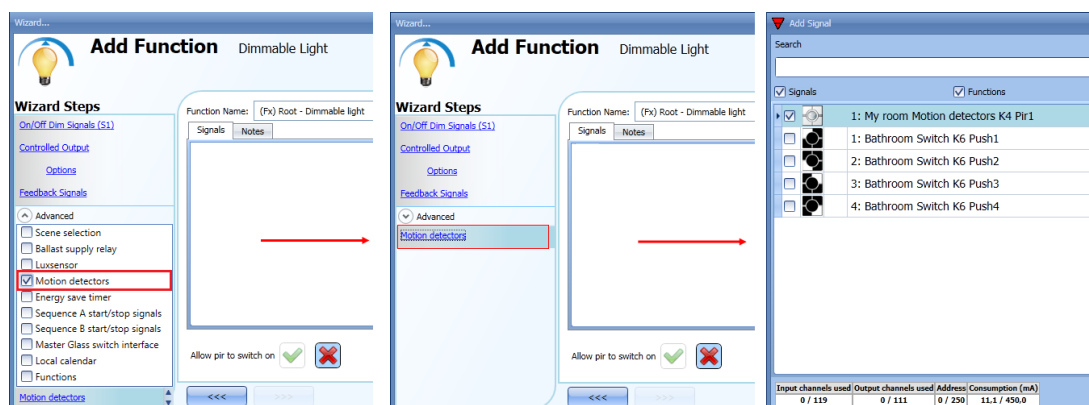 Wizard...
Add Function Dimmable Light
Wizard Steps
On/Off Dim Signals (S1)
Controlled Output
Options
Feedback Signals
Advanced
Scene selection
Ballast supply relay
Luxsensor
Motion detectors
Energy save timer
Sequence A start/stop signals
Sequence B start/stop signals
Master Glass switch interface
Local calendar
Functions
Motion detectors
Function Name: (Fx) Root - Dimmable light
Signals Notes
Allow pir to switch on
<<< >>>
Wizard...
Add Function Dimmable Light
Wizard Steps
On/Off Dim Signals (S1)
Controlled Output
Options
Feedback Signals
Advanced
Motion detectors
Function Name: (Fx) Root - Dimmable light
Signals Notes
Allow pir to switch on
<<< >>>
Add Signal
Search
Signals Functions
1: My room Motion detectors K4 Pir1
1: Bathroom Switch K6 Push1
2: Bathroom Switch K6 Push2
3: Bathroom Switch K6 Push3
4: Bathroom Switch K6 Push4
Input channels used Output channels used Address Consumption (mA)
0 / 119 0 / 111 0 / 250 11,1 / 450,0